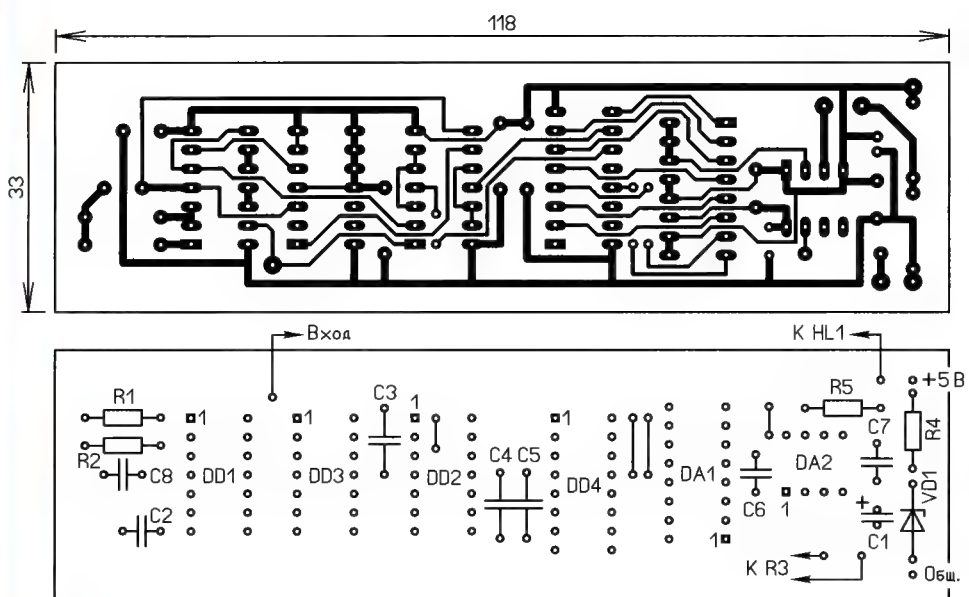 118
33
Вход
К HL1
+5 В
R1
1
1
C3
1
R5
R4
C7
R2
C8
DD1
DD3
DD2
C4
C5
DD4
DA1
DA2
C6
1
VD1
C2
+
C1
1
К R3
Общ.